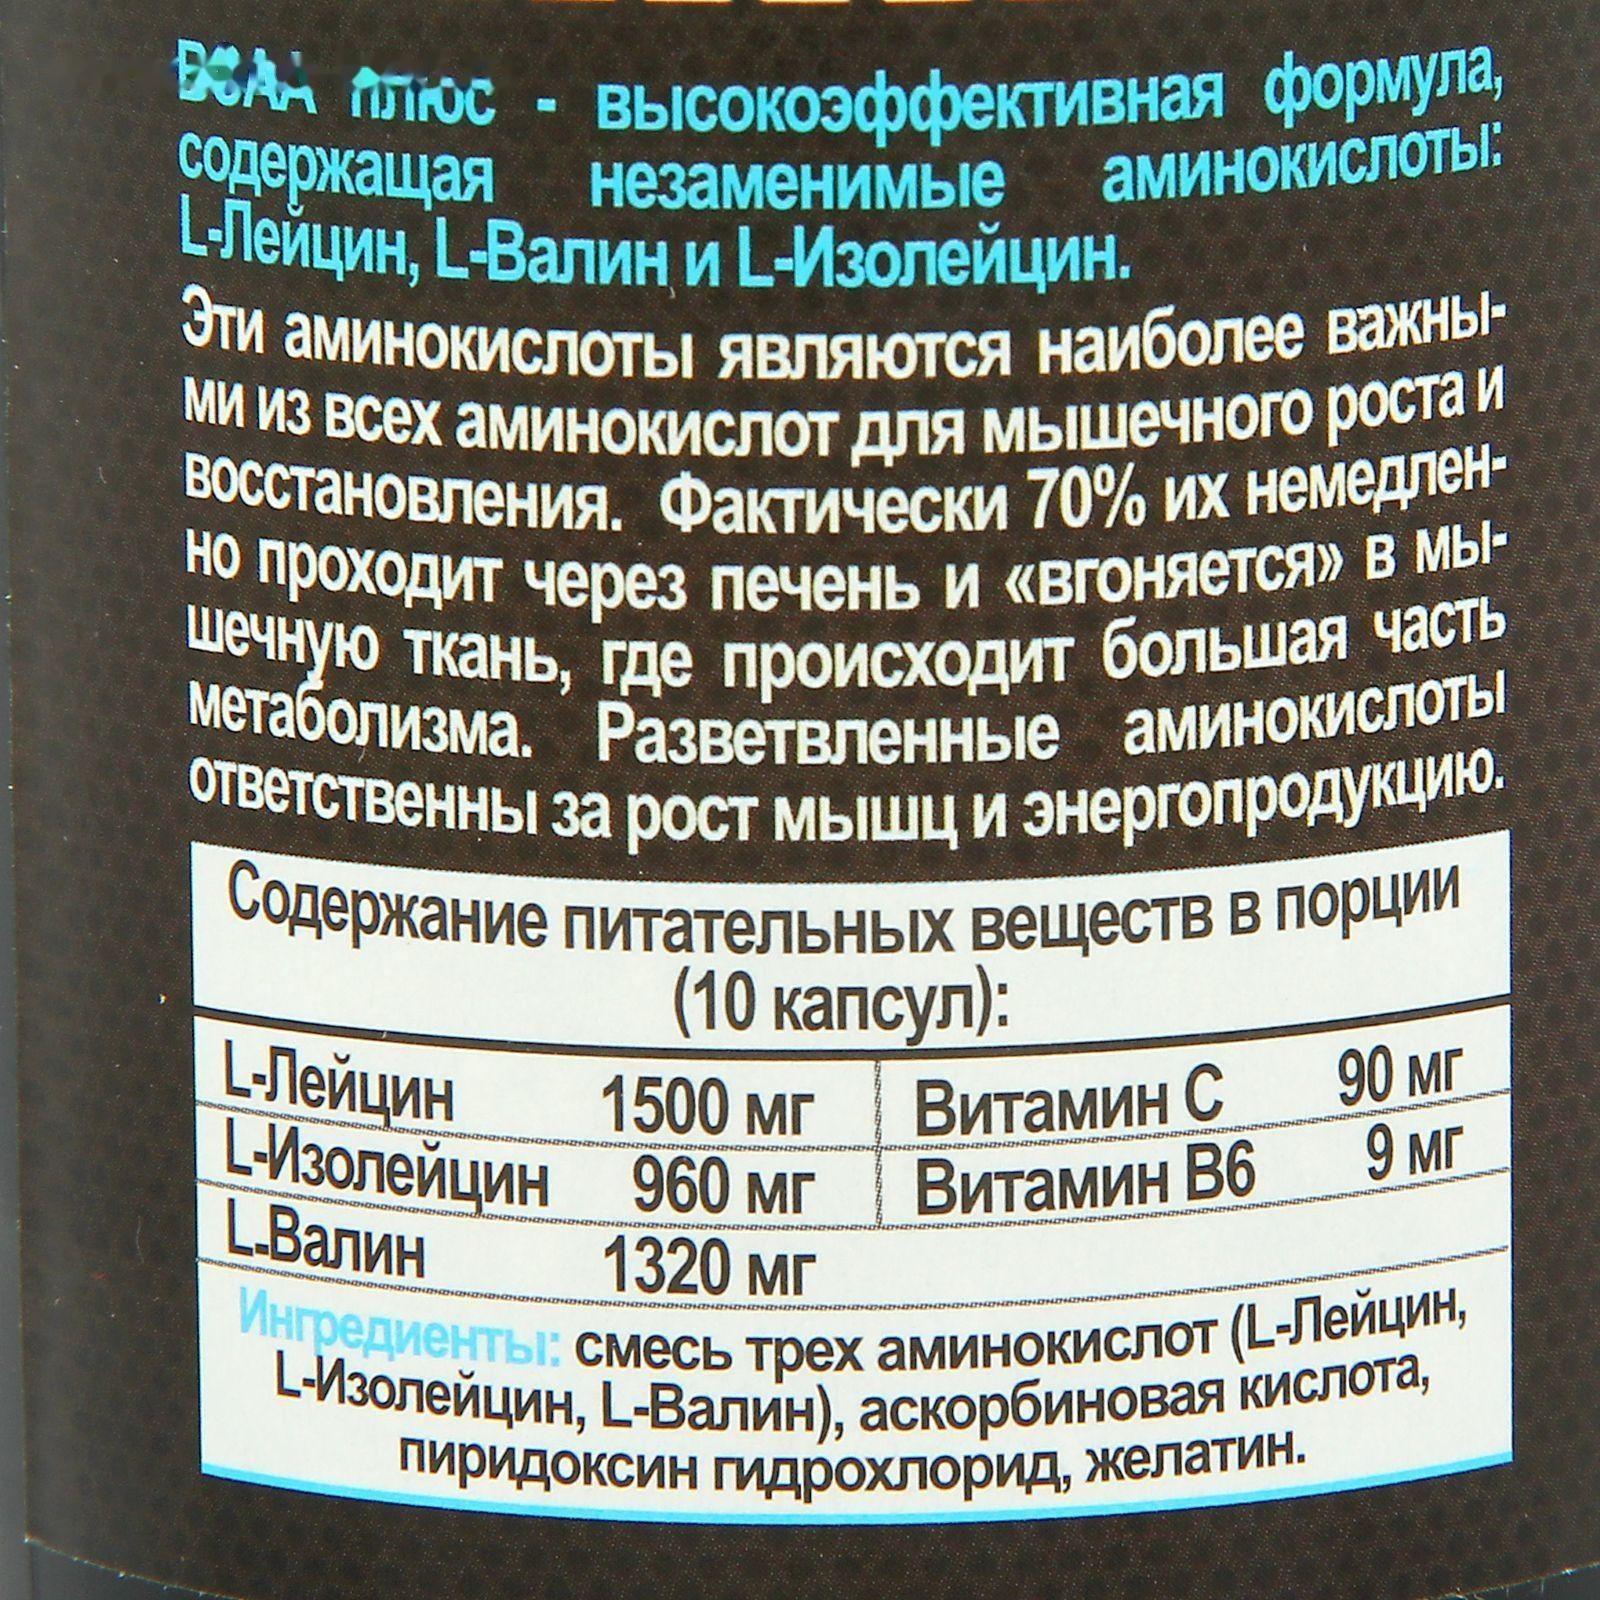 BCAA плюс - высокоэффективная формула,
содержащая незаменимые аминокислоты:
L-Лейцин, L-Валин и L-Изолейцин.
Эти аминокислоты являются наиболее важны-
ми из всех аминокислот для мышечного роста и
восстановления. Фактически 70% их немедлен-
но проходит через печень и «вгоняется» в мы-
шечную ткань, где происходит большая часть
метаболизма. Разветвленные аминокислоты
ответственны за рост мышц и энергопродукцию.
Содержание питательных веществ в порции
(10 капсул):
L-Лейцин 1500 мг Витамин С 90 мг
L-Изолейцин 960 мг Витамин В6 9 мг
L-Валин 1320 мг
Ингредиенты: смесь трех аминокислот (L-Лейцин,
L-Изолейцин, L-Валин), аскорбиновая кислота,
пиридоксин гидрохлорид, желатин.